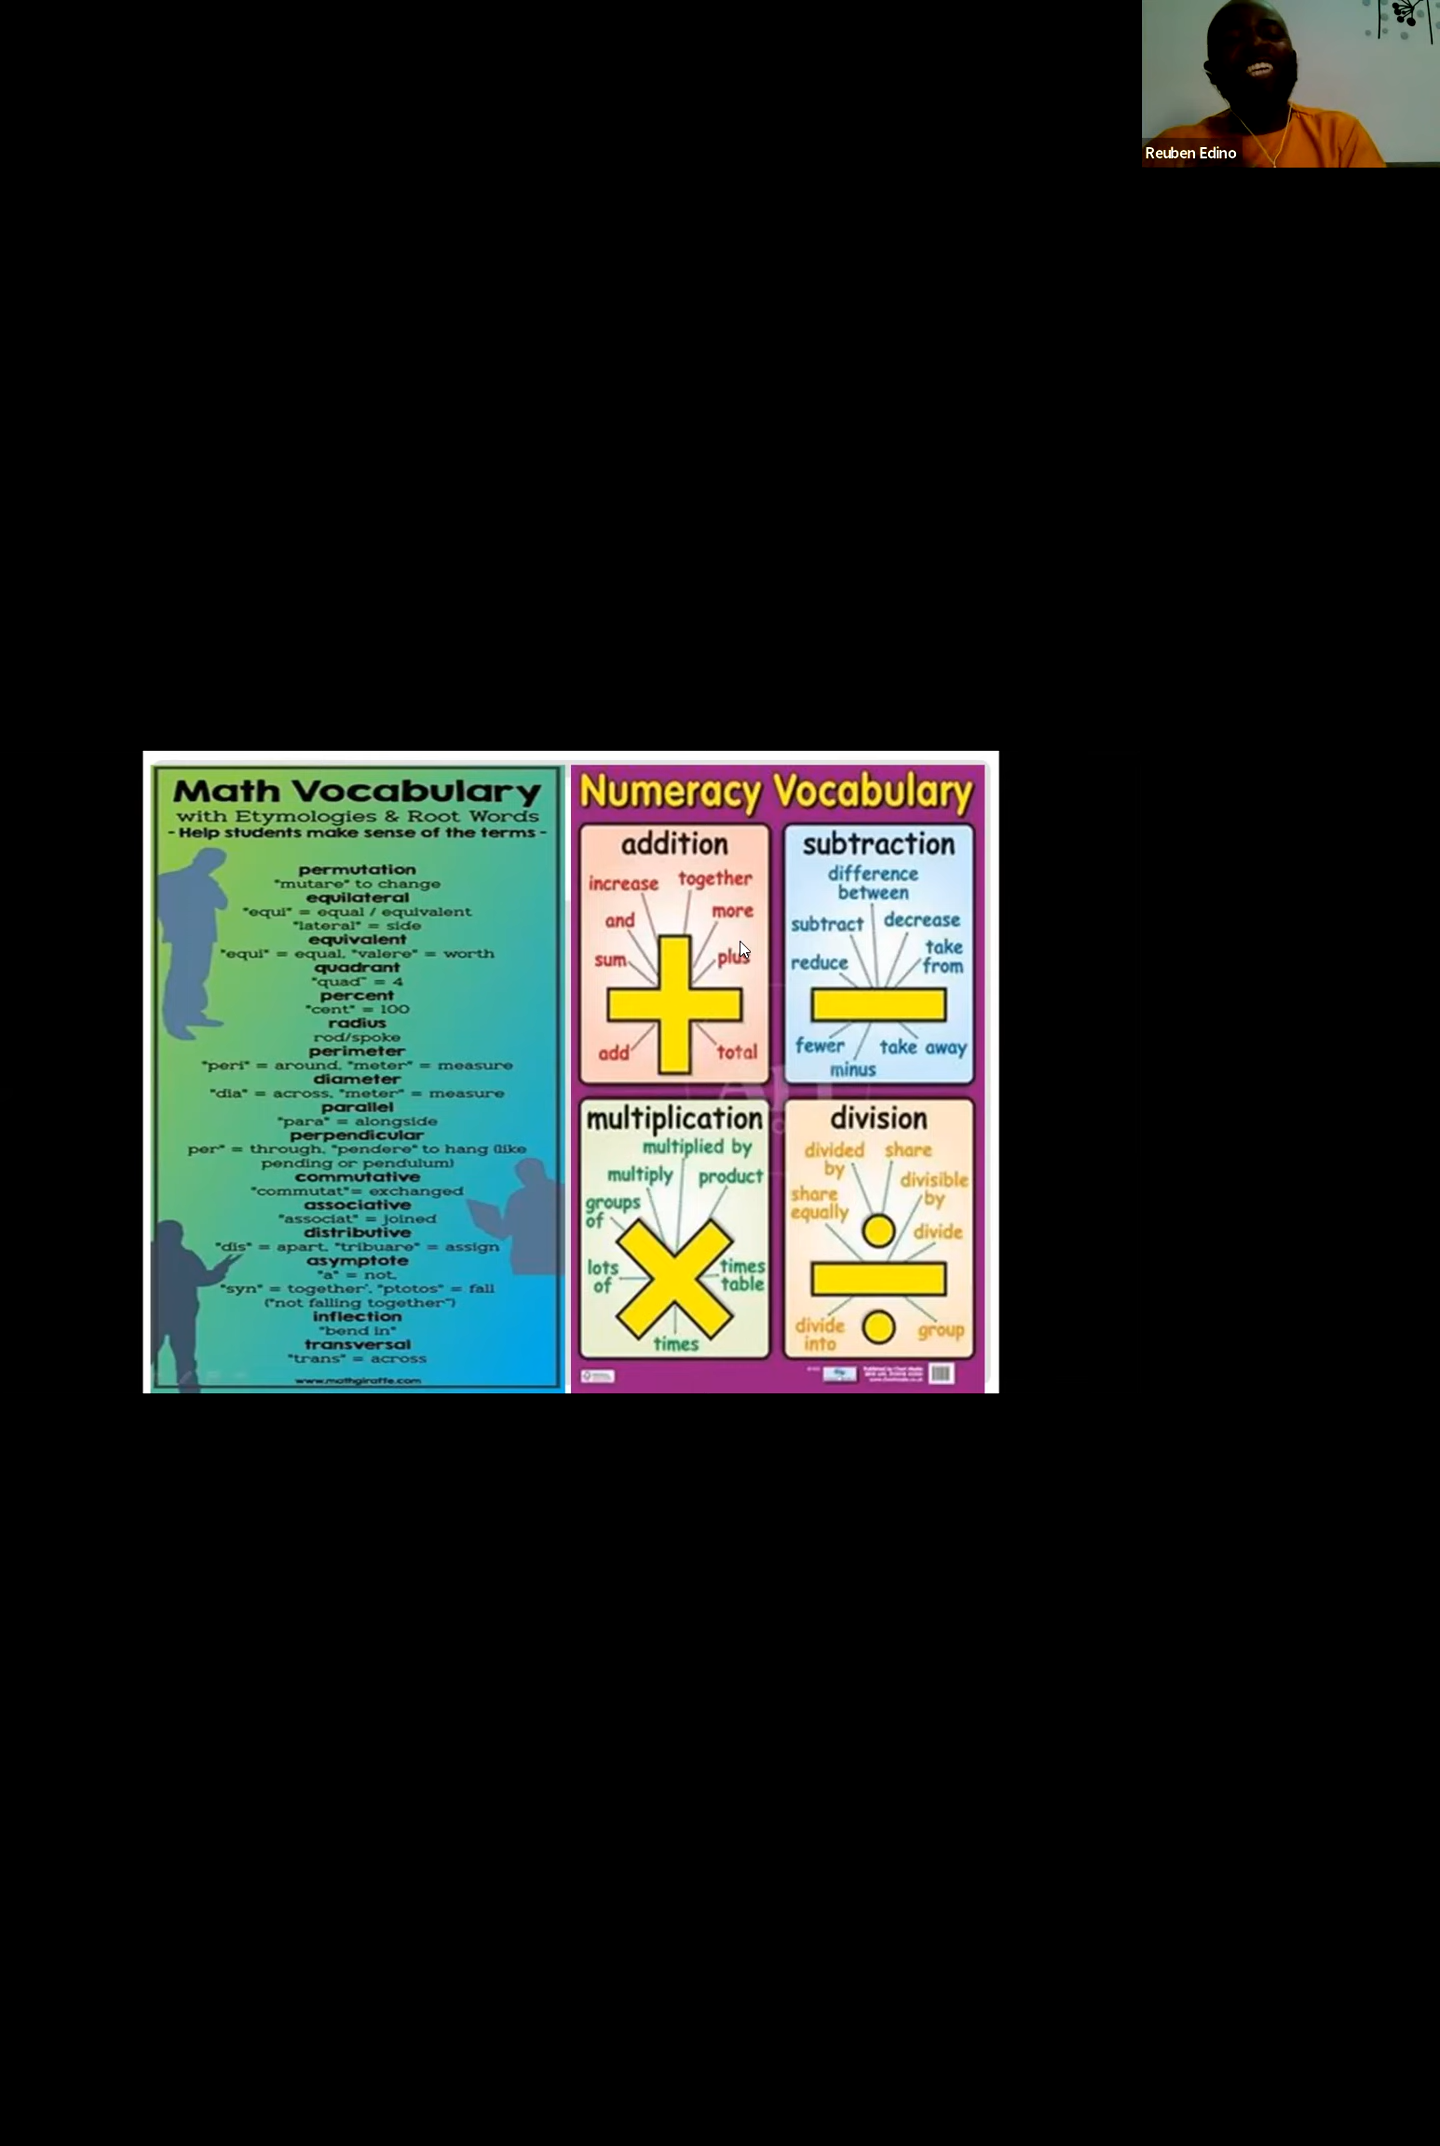 Reuben Edino
Math Vocabulary
with Etymologies & Root Words
- Help students make sense of the terms -
permutation
"mutare" to change
equilateral
"equi" = equal / equivalent
"lateral" = side
equivalent
"equi" = equal, "valere" = worth
quadrant
"quad" = 4
percent
"cent" = 100
radius
rod/spoke
perimeter
"peri" = around, "meter" = measure
diameter
"dia" = across, "meter" = measure
parallel
"para" = alongside
perpendicular
per" = through, "pendere" to hang (like
pending or pendulum)
commutative
"commutat"= exchanged
associative
"associat" = joined
distributive
"dis" = apart, "tribuare" = assign
asymptote
"a" = not,
"syn" = together', "ptotos" = fall
("not falling together")
inflection
"bend in"
transversal
"trans" = across
www.mathgiraffe.com
Numeracy Vocabulary
addition
increase together
and more
sum plus
add total
subtraction
difference
between
subtract decrease
reduce take
from
fewer take away
minus
multiplication
multiplied by
multiply product
groups
of
lots
of
times
table
times
division
divided
by
share
share
equally
divisible
by
divide
divide
into
group